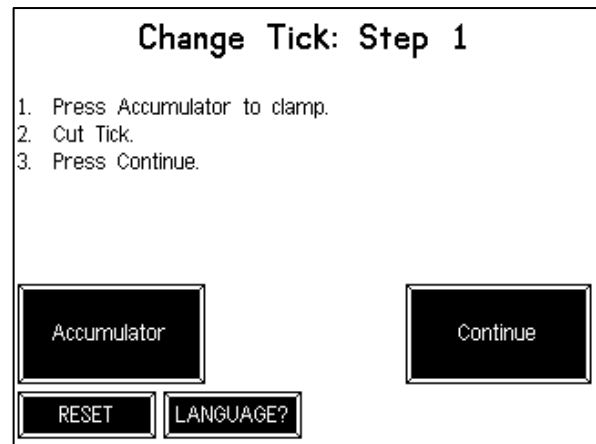 Change Tick: Step 1
1. Press Accumulator to clamp.
2. Cut Tick.
3. Press Continue.
Accumulator
Continue
RESET
LANGUAGE?